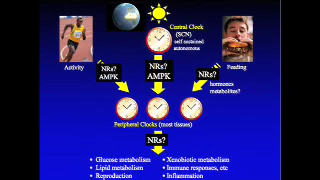 Central Clock
(SCN)
self sustained
autonomous
Activity
NRs?
AMPK
NRs?
AMPK
NRs?
Feeding
hormones
metabolites?
Peripheral Clocks (most tissues)
NRs?
• Glucose metabolism
• Lipid metabolism
• Reproduction
• Xenobiotic metabolism
• Immune responses, etc
• Inflammation